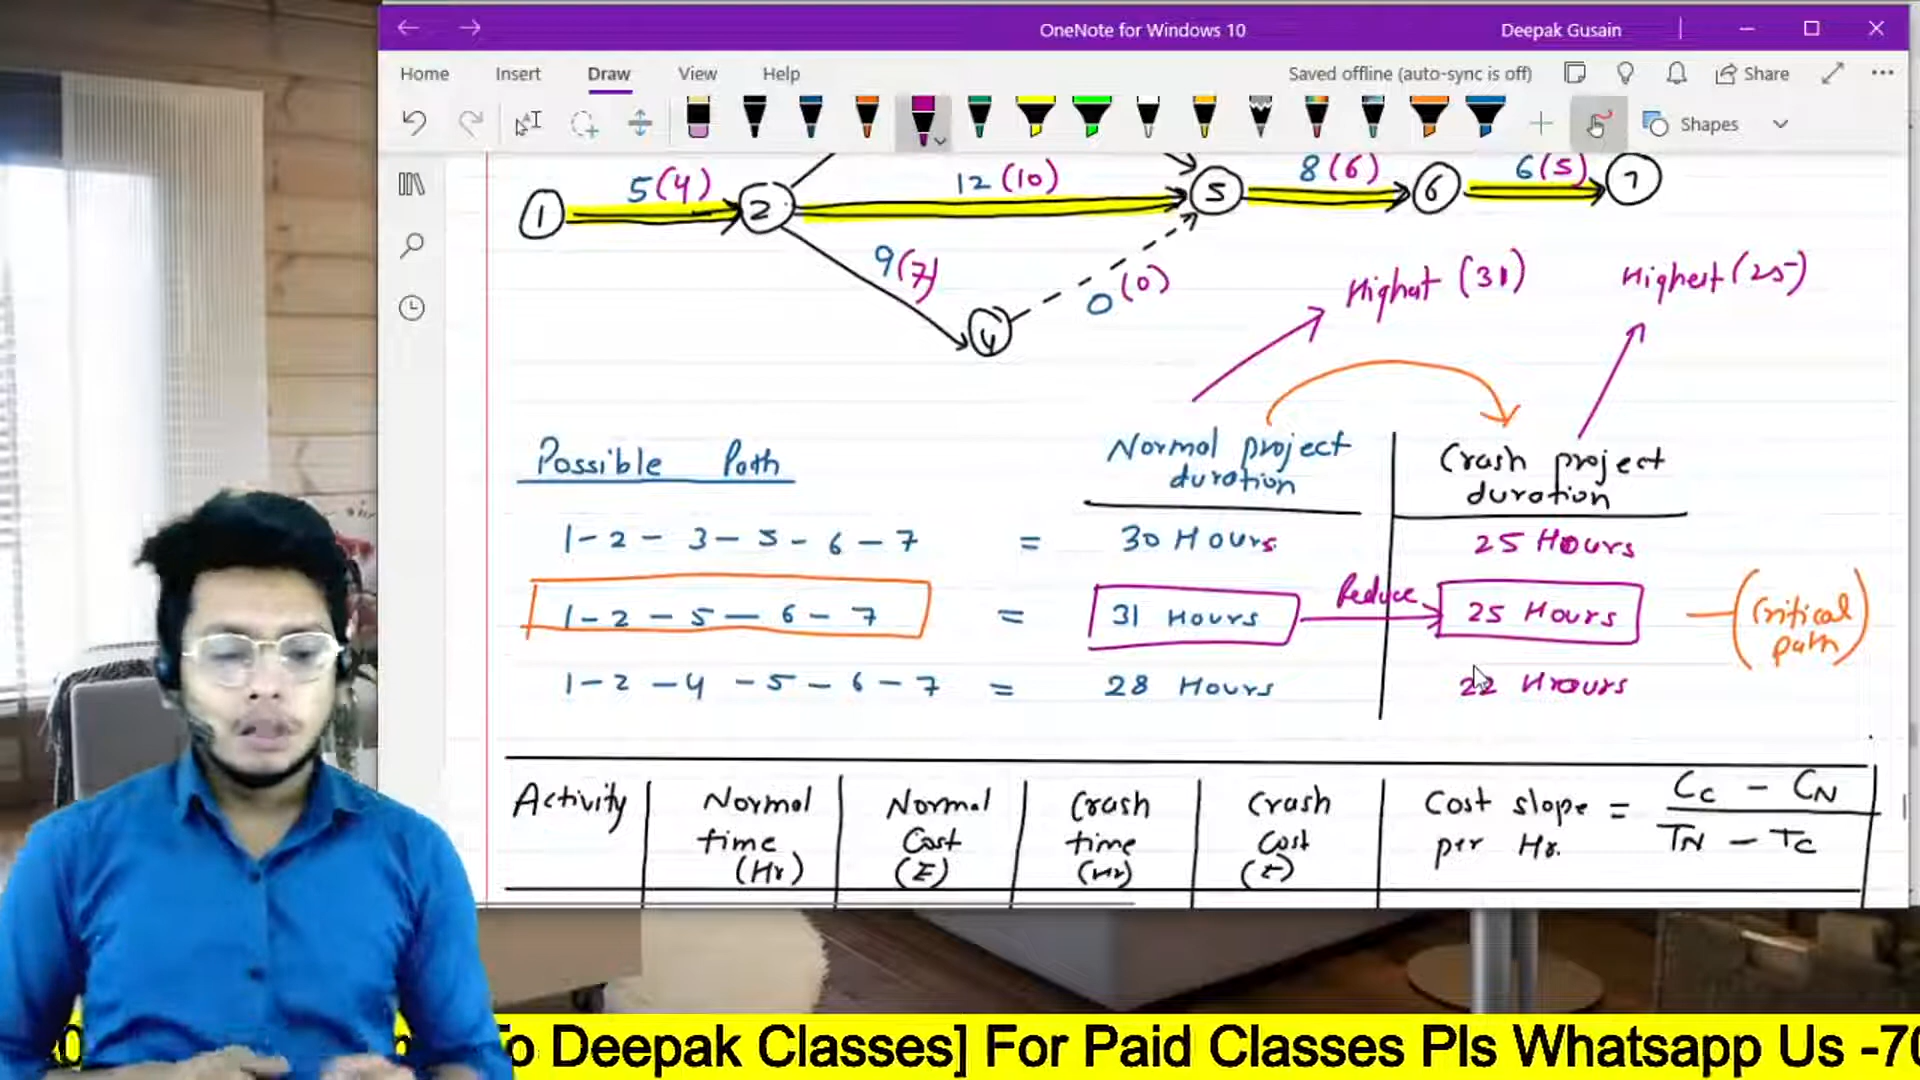 OneNote for Windows 10
Deepak Gusain
Home Insert Draw View Help
Saved offline (auto-sync is off)
Share
Shapes
5(4)
12 (10)
8(6)
6(5)
1
2
5
6
7
9(7)
0(0)
4
Highest (31)
Highest (25)
Possible Path
Normal project
duration
Crash project
duration
1-2-3-5-6-7 = 30 Hours 25 Hours
1-2-5-6-7 = 31 Hours Reduce 25 Hours
(Critical
path)
1-2-4-5-6-7 = 28 Hours 22 Hours
Activity
Normal
time
(Hr)
Normal
Cost
(₹)
Crash
time
(Hr)
Crash
Cost
(₹)
Cost slope =
per Hr.
Cc - CN
TN - Tc
To Deepak Classes] For Paid Classes Pls Whatsapp Us -70